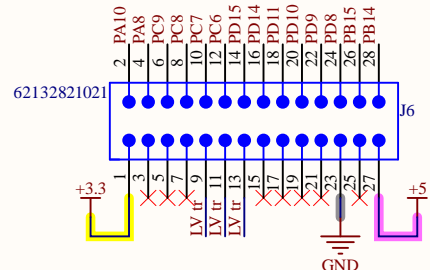 PA10 PA8 PC9 PC8 PC7 PC6 PD15 PD14 PD11 PD10 PD9 PD8 PB15 PB14
2 4 6 8 10 12 14 16 18 20 22 24 26 28
62132821021
J6
1 3 5 7 9 11 13 15 17 19 21 23 25 27
+3.3
+5
LV tr LV tr LV tr
GND